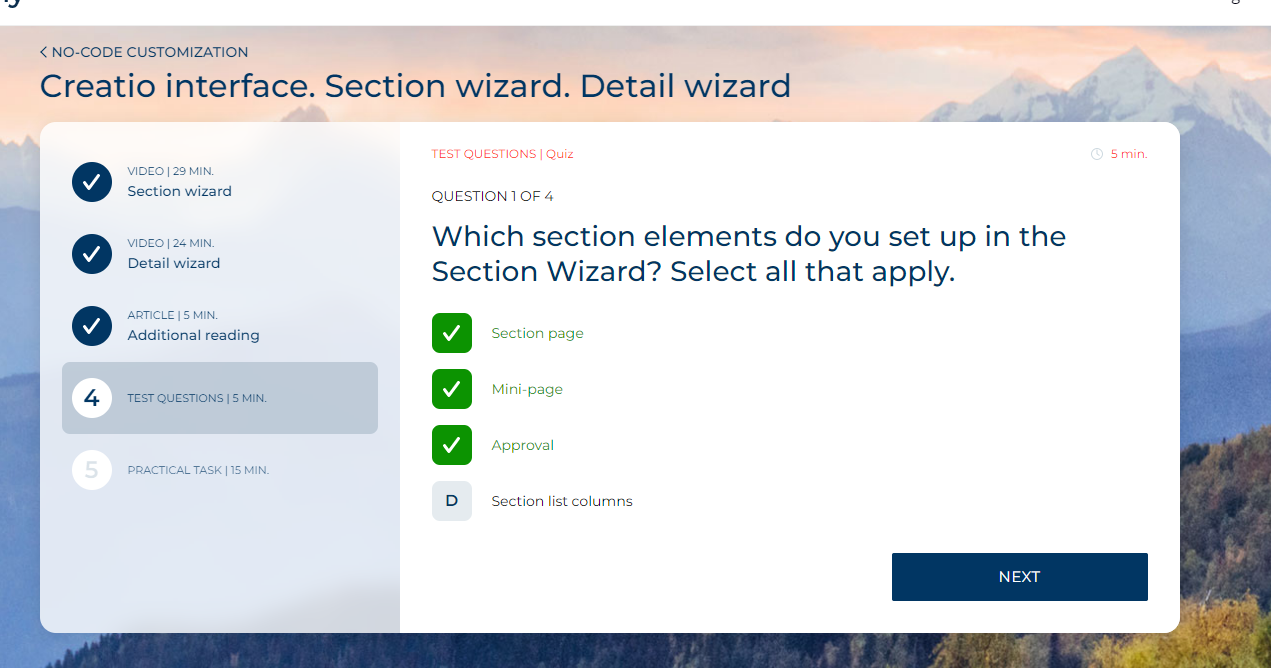 NO-CODE CUSTOMIZATION
Creatio interface. Section wizard. Detail wizard
VIDEO | 29 MIN.
Section wizard
VIDEO | 24 MIN.
Detail wizard
ARTICLE | 5 MIN.
Additional reading
4
TEST QUESTIONS | 5 MIN.
5
PRACTICAL TASK | 15 MIN.
TEST QUESTIONS | Quiz
5 min.
QUESTION 1 OF 4
Which section elements do you set up in the
Section Wizard? Select all that apply.
Section page
Mini-page
Approval
D
Section list columns
NEXT